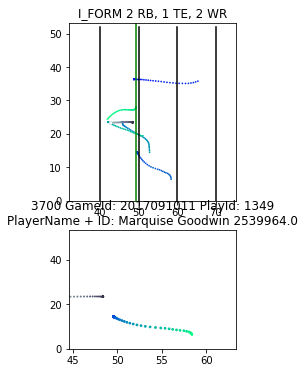 I_FORM 2 RB, 1 TE, 2 WR
50
40
30
20
10
0
40 50 60 70
3700 GameId: 2017091011 PlayId: 1349
PlayerName + ID: Marquise Goodwin 2539964.0
40
20
0
45 50 55 60